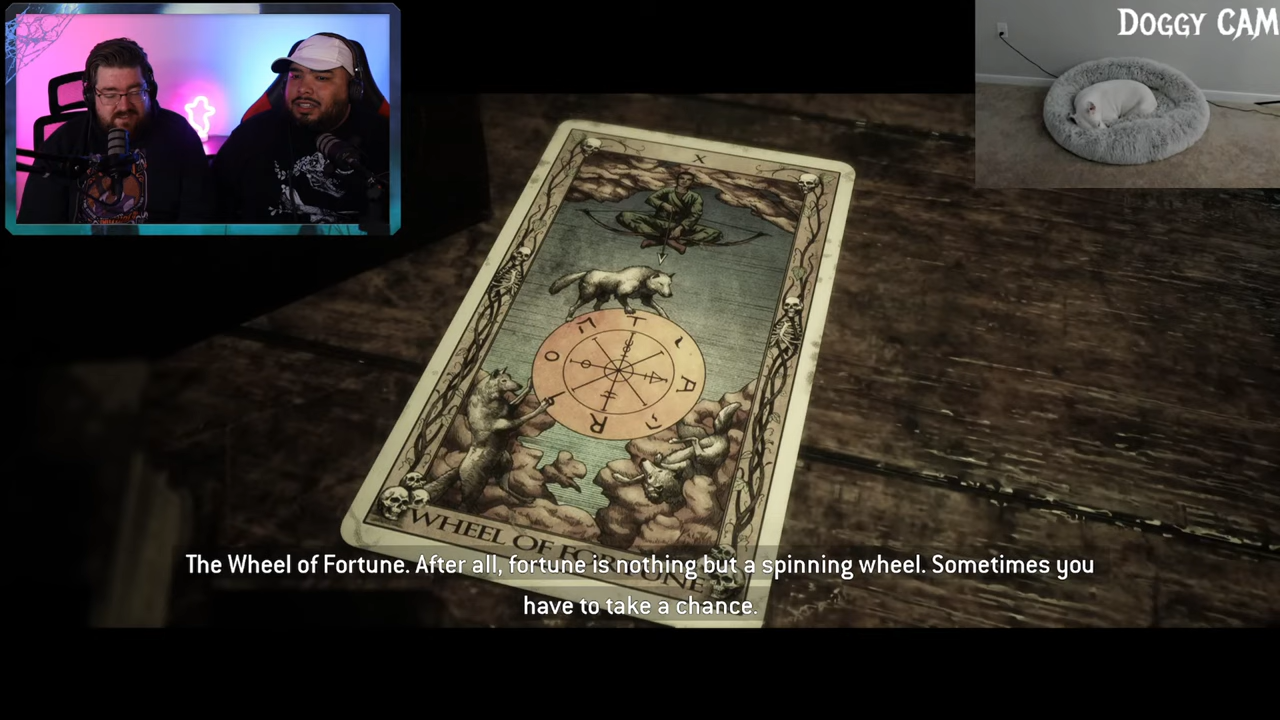 Doggy CAM
X
T
A
R
O
WHEEL OF FORTUNE
The Wheel of Fortune. After all, fortune is nothing but a spinning wheel. Sometimes you
have to take a chance.